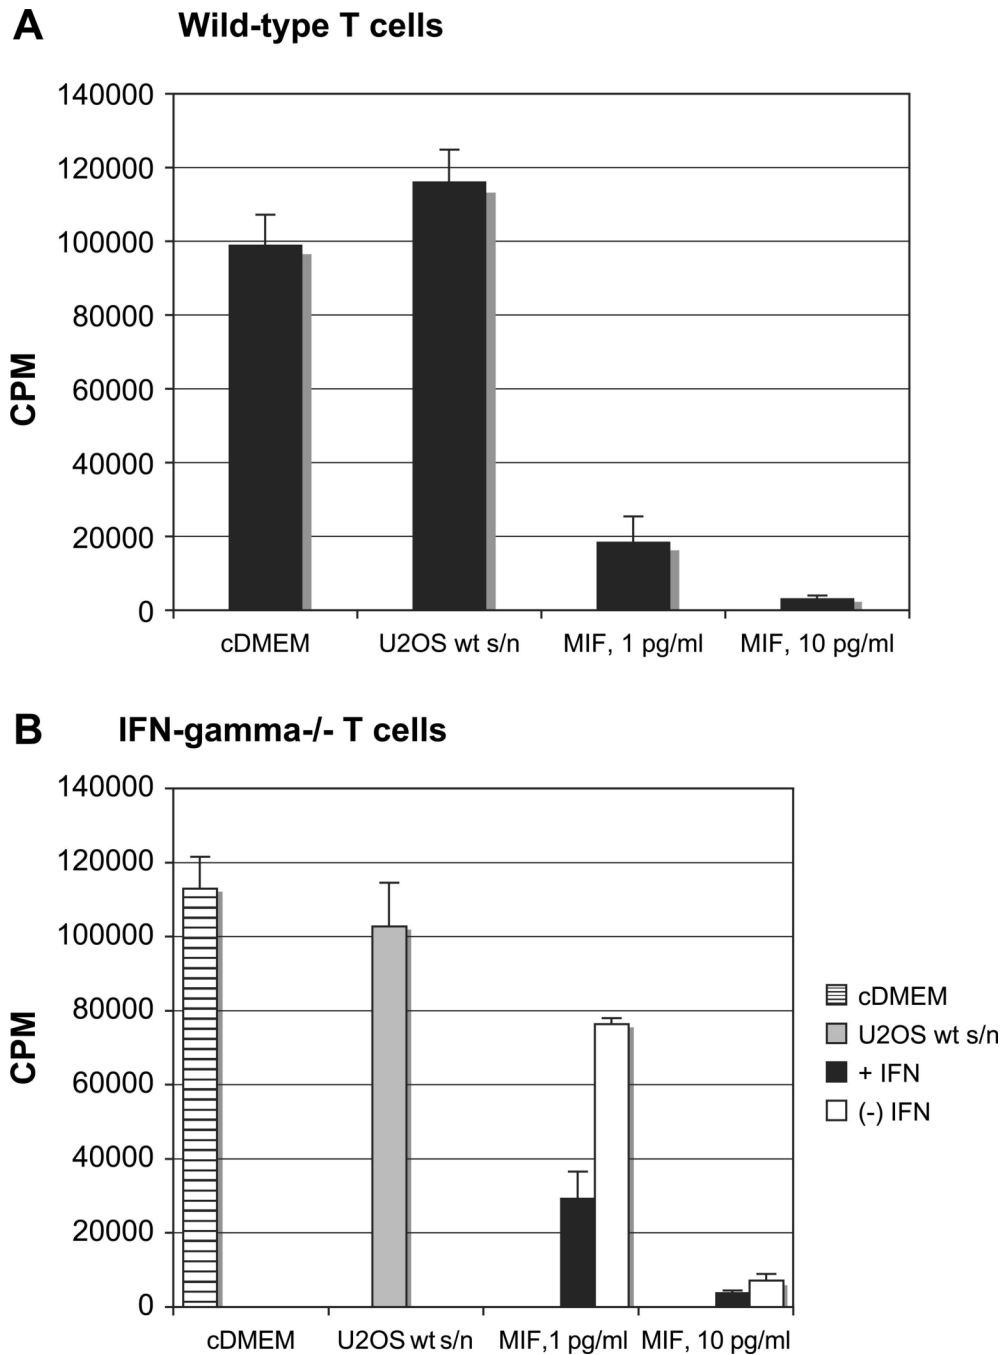 A Wild-type T cells
140000
120000
100000
80000
60000
40000
20000
0
CPM
cDMEM U2OS wt s/n MIF, 1 pg/ml MIF, 10 pg/ml
B IFN-gamma-/- T cells
140000
120000
100000
80000
60000
40000
20000
0
CPM
cDMEM U2OS wt s/n MIF,1 pg/ml MIF, 10 pg/ml
cDMEM
U2OS wt s/n
+ IFN
(-) IFN